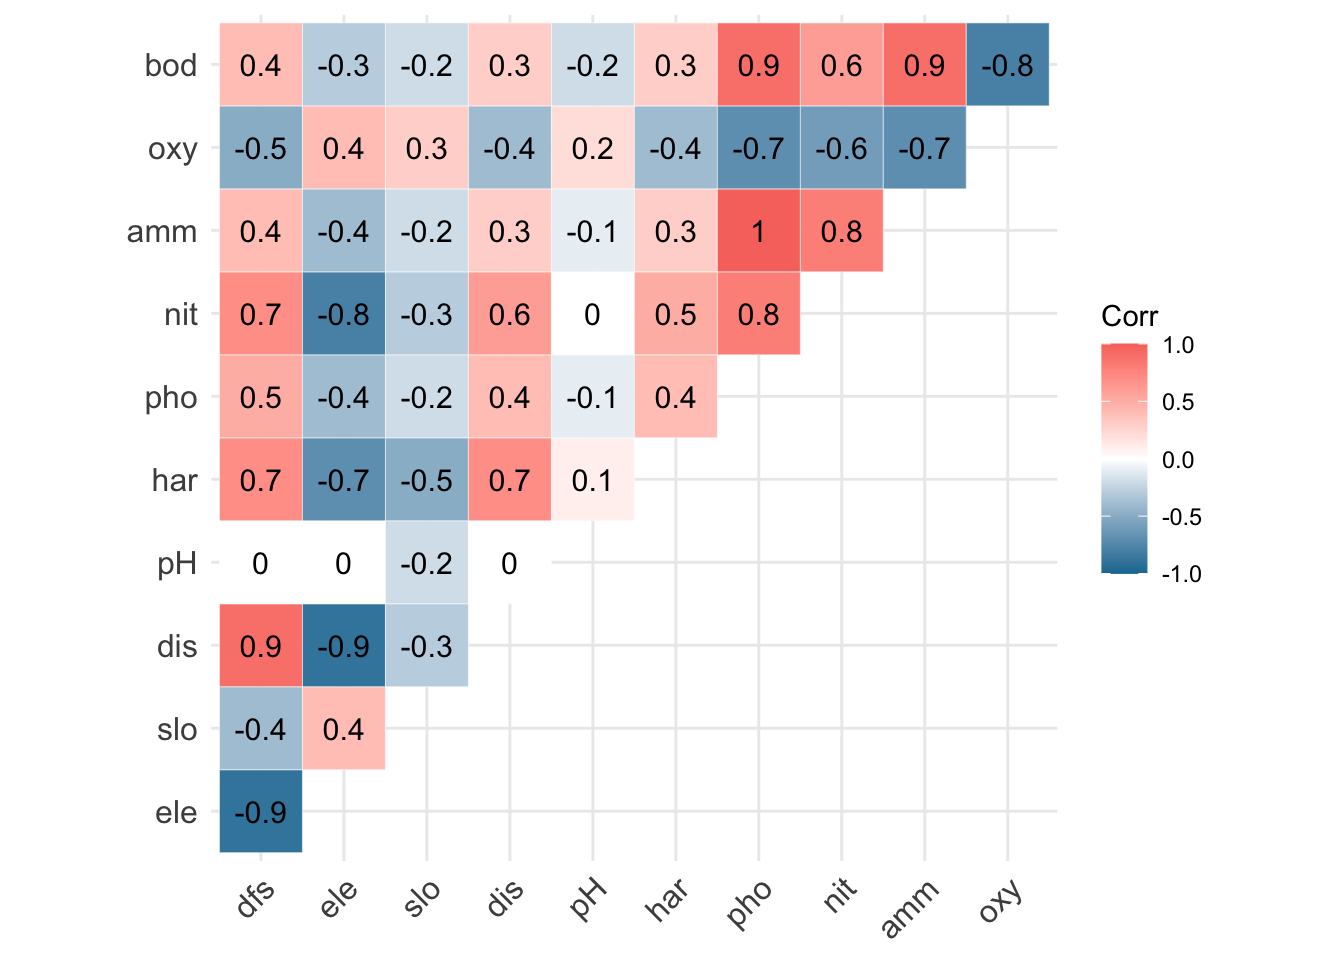 bod 0.4 -0.3 -0.2 0.3 -0.2 0.3 0.9 0.6 0.9 -0.8
oxy -0.5 0.4 0.3 -0.4 0.2 -0.4 -0.7 -0.6 -0.7
amm 0.4 -0.4 -0.2 0.3 -0.1 0.3 1 0.8
nit 0.7 -0.8 -0.3 0.6 0 0.5 0.8
pho 0.5 -0.4 -0.2 0.4 -0.1 0.4
har 0.7 -0.7 -0.5 0.7 0.1
pH 0 0 -0.2 0
dis 0.9 -0.9 -0.3
slo -0.4 0.4
ele -0.9
dfs ele slo dis pH har pho nit amm oxy
Corr
1.0
0.5
0.0
-0.5
-1.0